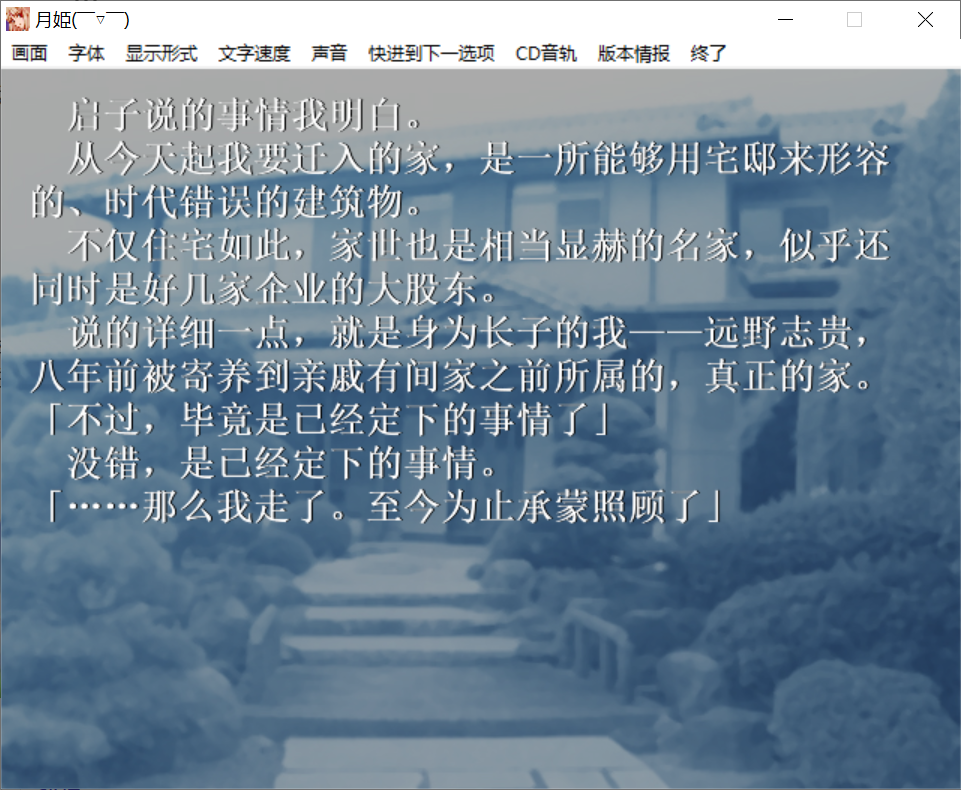 月姫(￣▽￣)
画面 字体 显示形式 文字速度 声音 快进到下一选项 CD音轨 版本情报 终了
启子说的事情我明白。
从今天起我要迁入的家，是一所能够用宅邸来形容
的、时代错误的建筑物。
不仅住宅如此，家世也是相当显赫的名家，似乎还
同时是好几家企业的大股东。
说的详细一点，就是身为长子的我——远野志贵，
八年前被寄养到亲戚有间家之前所属的，真正的家。
「不过，毕竟是已经定下的事情了」
没错，是已经定下的事情。
「……那么我走了。至今为止承蒙照顾了」